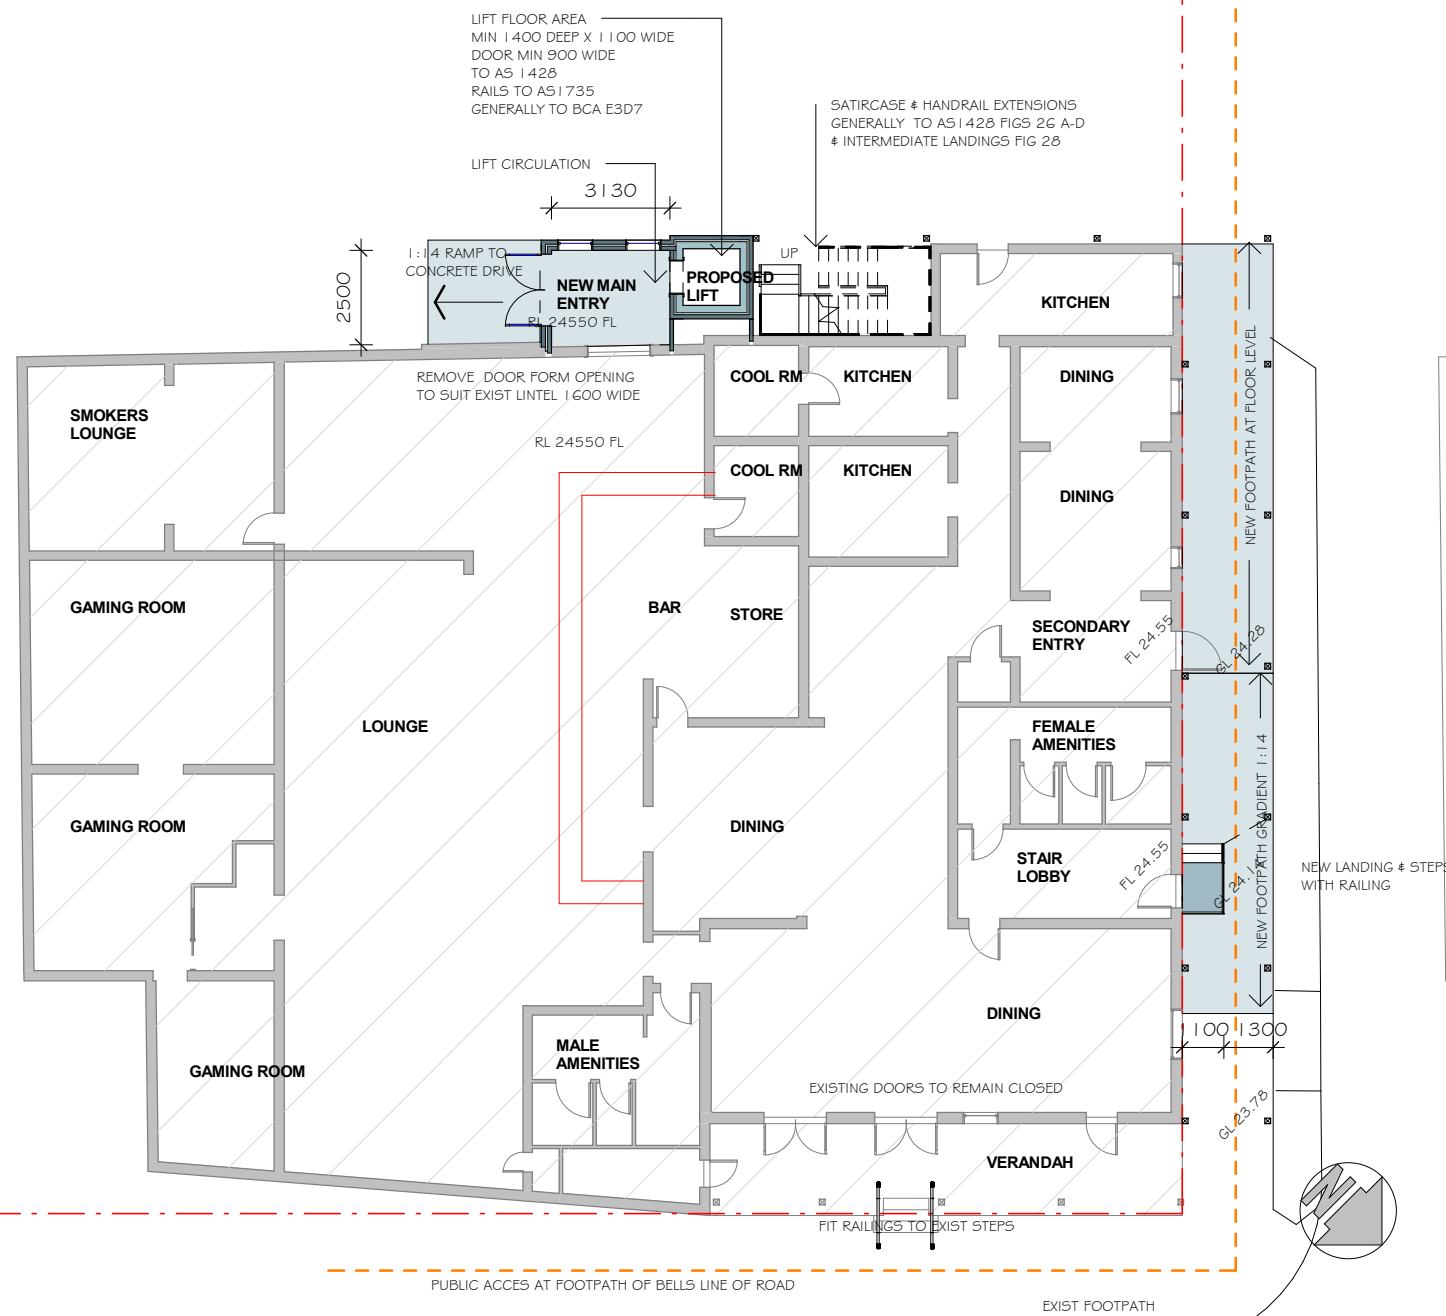 LIFT FLOOR AREA
MIN 1400 DEEP X 1100 WIDE
DOOR MIN 900 WIDE
TO AS 1428
RAILS TO AS1735
GENERALLY TO BCA E3D7
SATIRCASE & HANDRAIL EXTENSIONS
GENERALLY TO AS1428 FIGS 26 A-D
& INTERMEDIATE LANDINGS FIG 28
LIFT CIRCULATION
3130
2500
1:14 RAMP TO
CONCRETE DRIVE
NEW MAIN
ENTRY
RL 24550 FL
PROPOSED
LIFT
UP
KITCHEN
REMOVE DOOR FORM OPENING
TO SUIT EXIST LINTEL 1600 WIDE
RL 24550 FL
COOL RM
KITCHEN
DINING
SMOKERS
LOUNGE
COOL RM
KITCHEN
DINING
NEW FOOTPATH AT FLOOR LEVEL
GAMING ROOM
BAR
STORE
SECONDARY
ENTRY
FL 24.55
GL 24.28
LOUNGE
FEMALE
AMENITIES
NEW FOOTPATH GRADIENT 1:14
GAMING ROOM
DINING
STAIR
LOBBY
FL 24.55
NEW LANDING & STEPS
WITH RAILING
DINING
1100
1300
MALE
AMENITIES
GAMING ROOM
EXISTING DOORS TO REMAIN CLOSED
GL 23.78
VERANDAH
N
FIT RAILINGS TO EXIST STEPS
PUBLIC ACCES AT FOOTPATH OF BELLS LINE OF ROAD
EXIST FOOTPATH